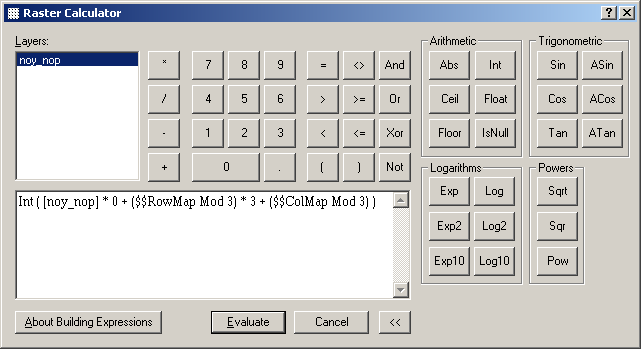 Raster Calculator
Layers:
noy_nop
* 7 8 9 = <> And
/ 4 5 6 > >= Or
- 1 2 3 < <= Xor
+ 0 . ( ) Not
Arithmetic
Abs Int
Ceil Float
Floor IsNull
Trigonometric
Sin ASin
Cos ACos
Tan ATan
Logarithms
Exp Log
Exp2 Log2
Exp10 Log10
Powers
Sqrt
Sqr
Pow
Int ( [noy_nop] * 0 + ($$RowMap Mod 3) * 3 + ($$ColMap Mod 3) )
About Building Expressions Evaluate Cancel <<